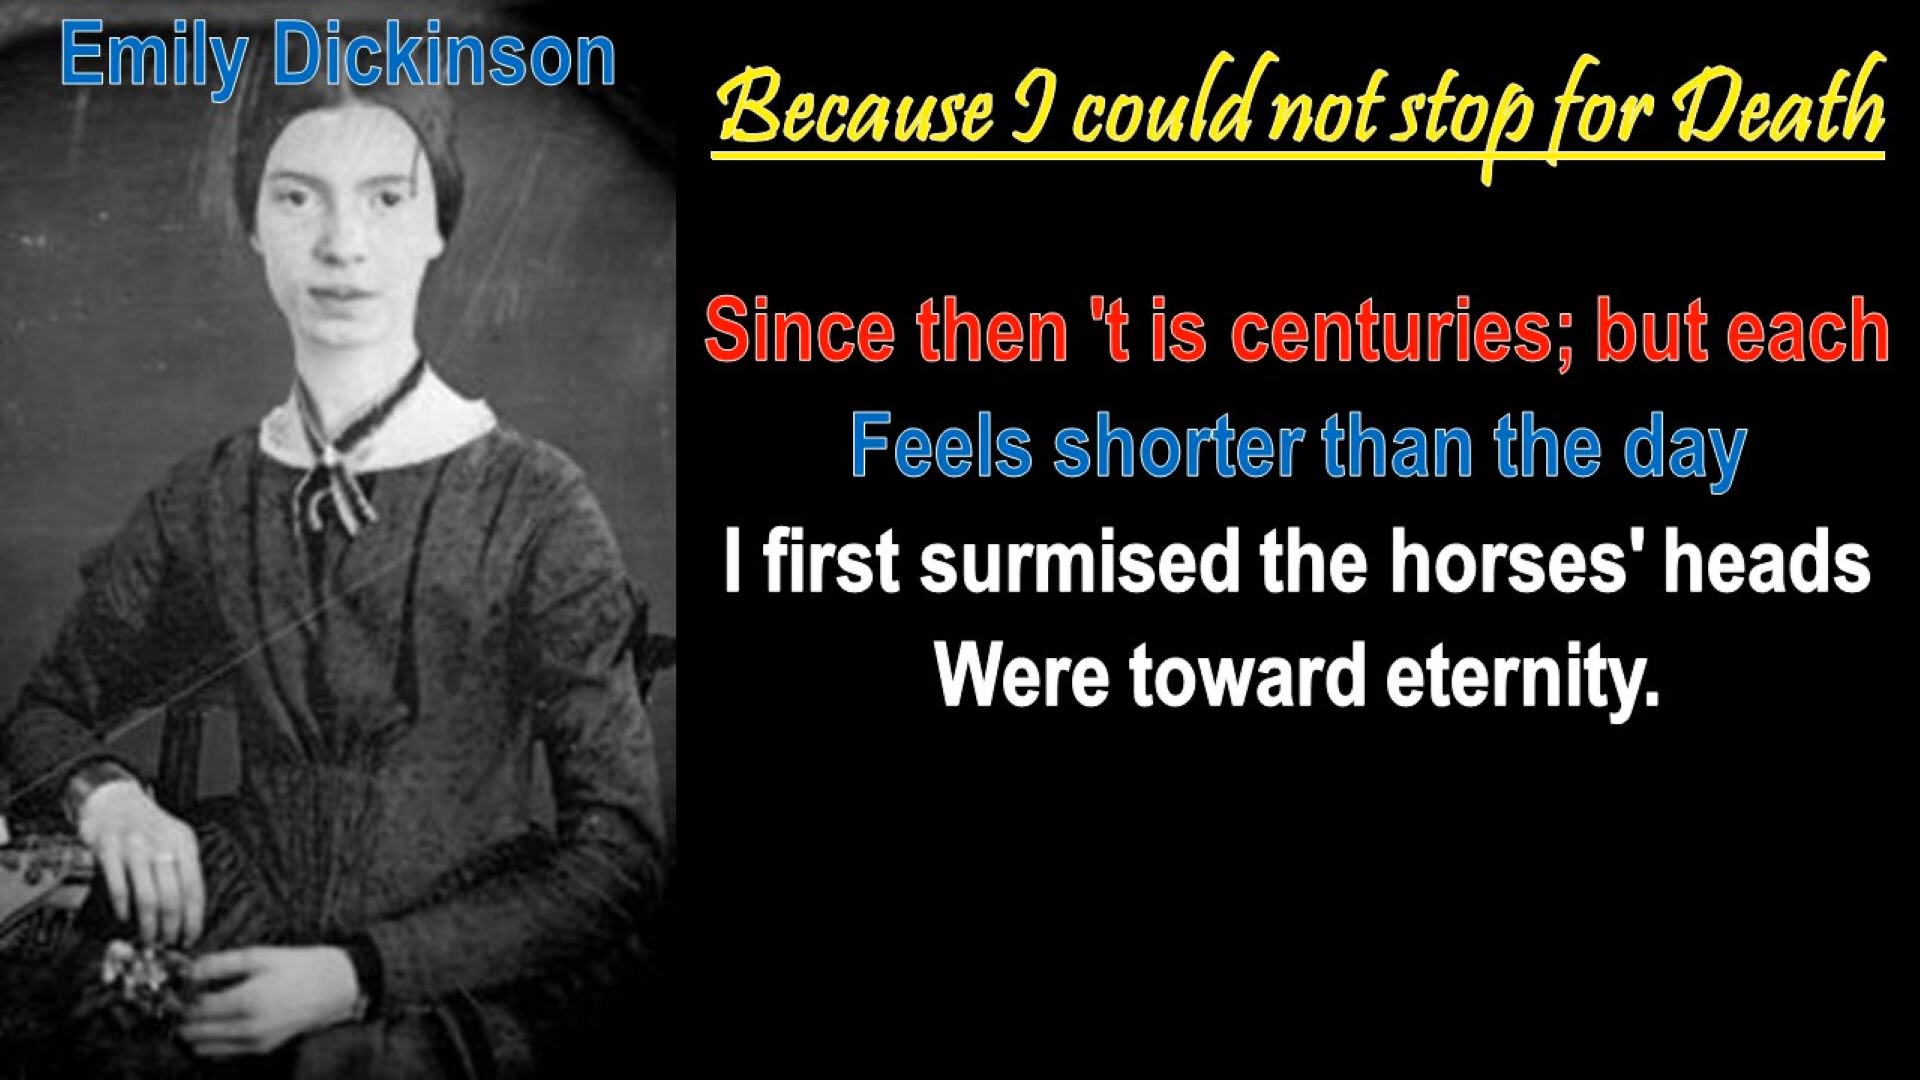 Emily Dickinson
Because I could not stop for Death
Since then 't is centuries; but each
Feels shorter than the day
I first surmised the horses' heads
Were toward eternity.